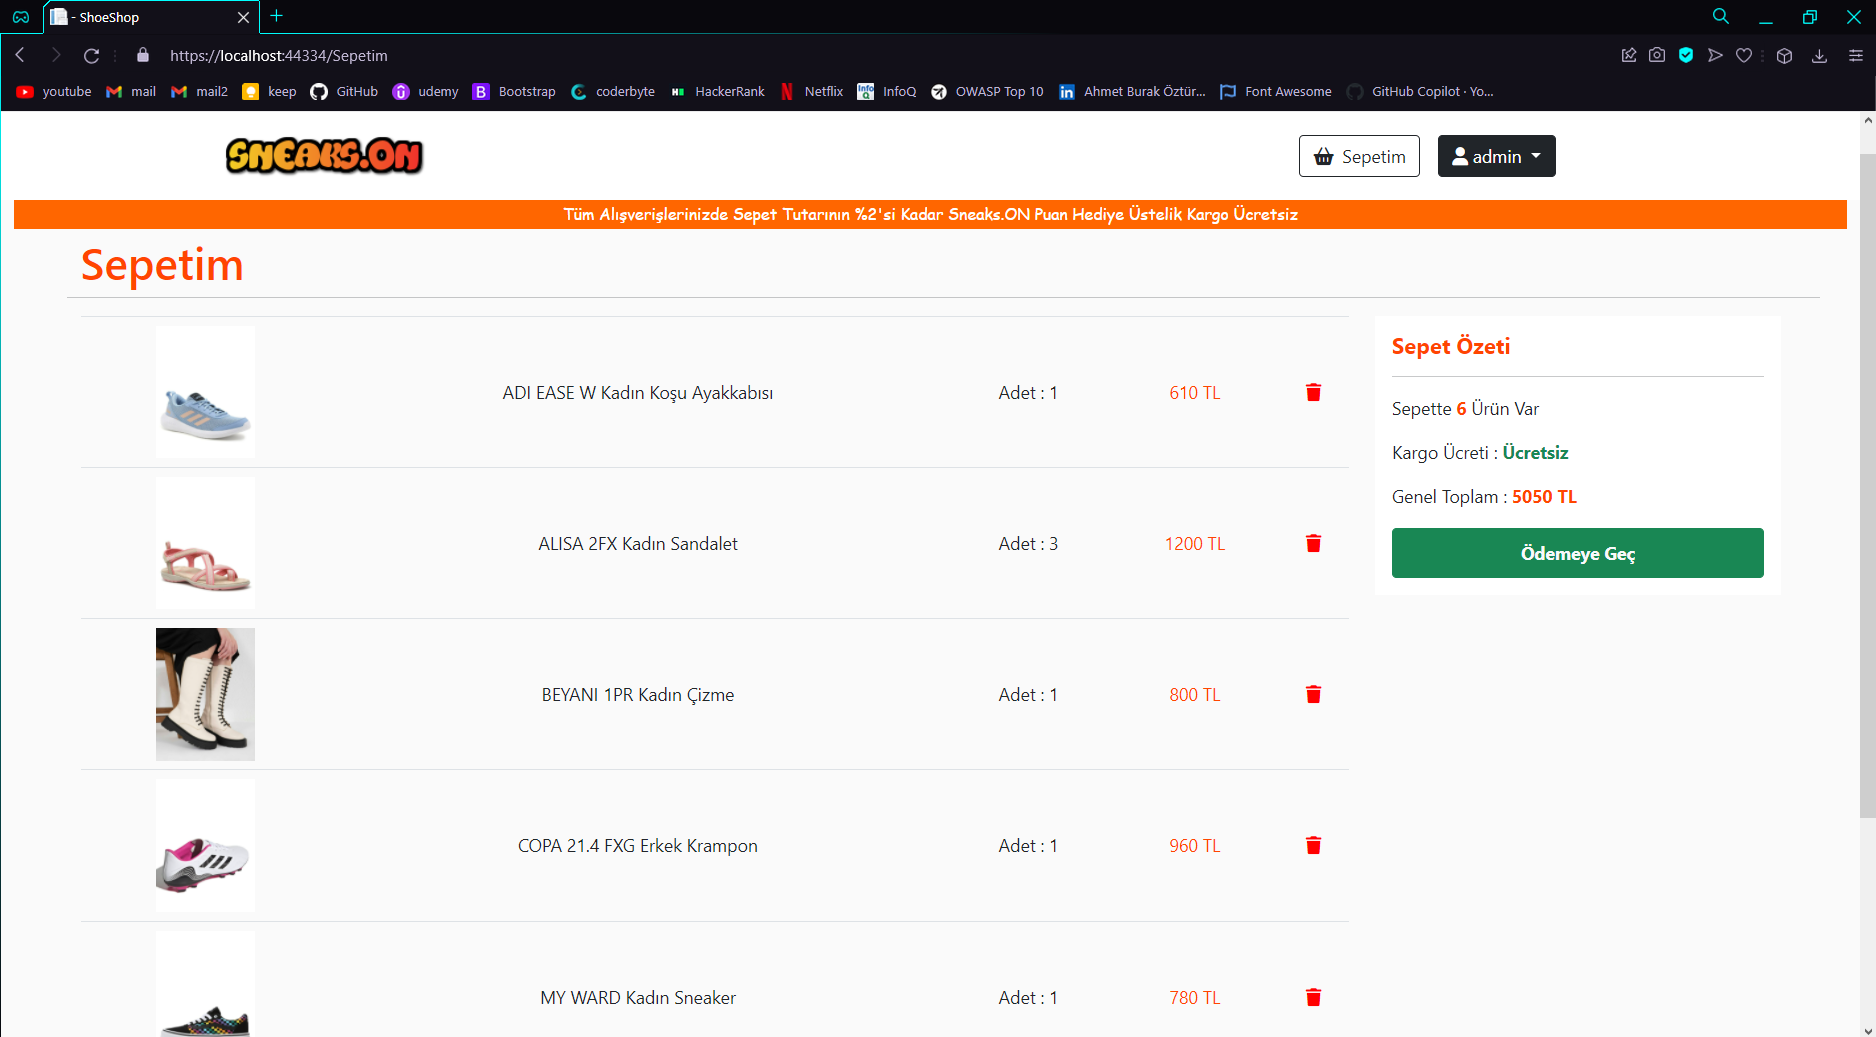 - ShoeShop
https://localhost:44334/Sepetim
youtube mail mail2 keep GitHub udemy B Bootstrap coderbyte HackerRank Netflix InfoQ OWASP Top 10 Ahmet Burak Öztür... Font Awesome GitHub Copilot · Yo...
SNEAKS.ON
Sepetim
admin
Tüm Alışverişlerinizde Sepet Tutarının %2'si Kadar Sneaks.ON Puan Hediye Üstelik Kargo Ücretsiz
Sepetim
ADI EASE W Kadın Koşu Ayakkabısı Adet : 1 610 TL
ALISA 2FX Kadın Sandalet Adet : 3 1200 TL
BEYANI 1PR Kadın Çizme Adet : 1 800 TL
COPA 21.4 FXG Erkek Krampon Adet : 1 960 TL
MY WARD Kadın Sneaker Adet : 1 780 TL
Sepet Özeti
Sepette 6 Ürün Var
Kargo Ücreti : Ücretsiz
Genel Toplam : 5050 TL
Ödemeye Geç